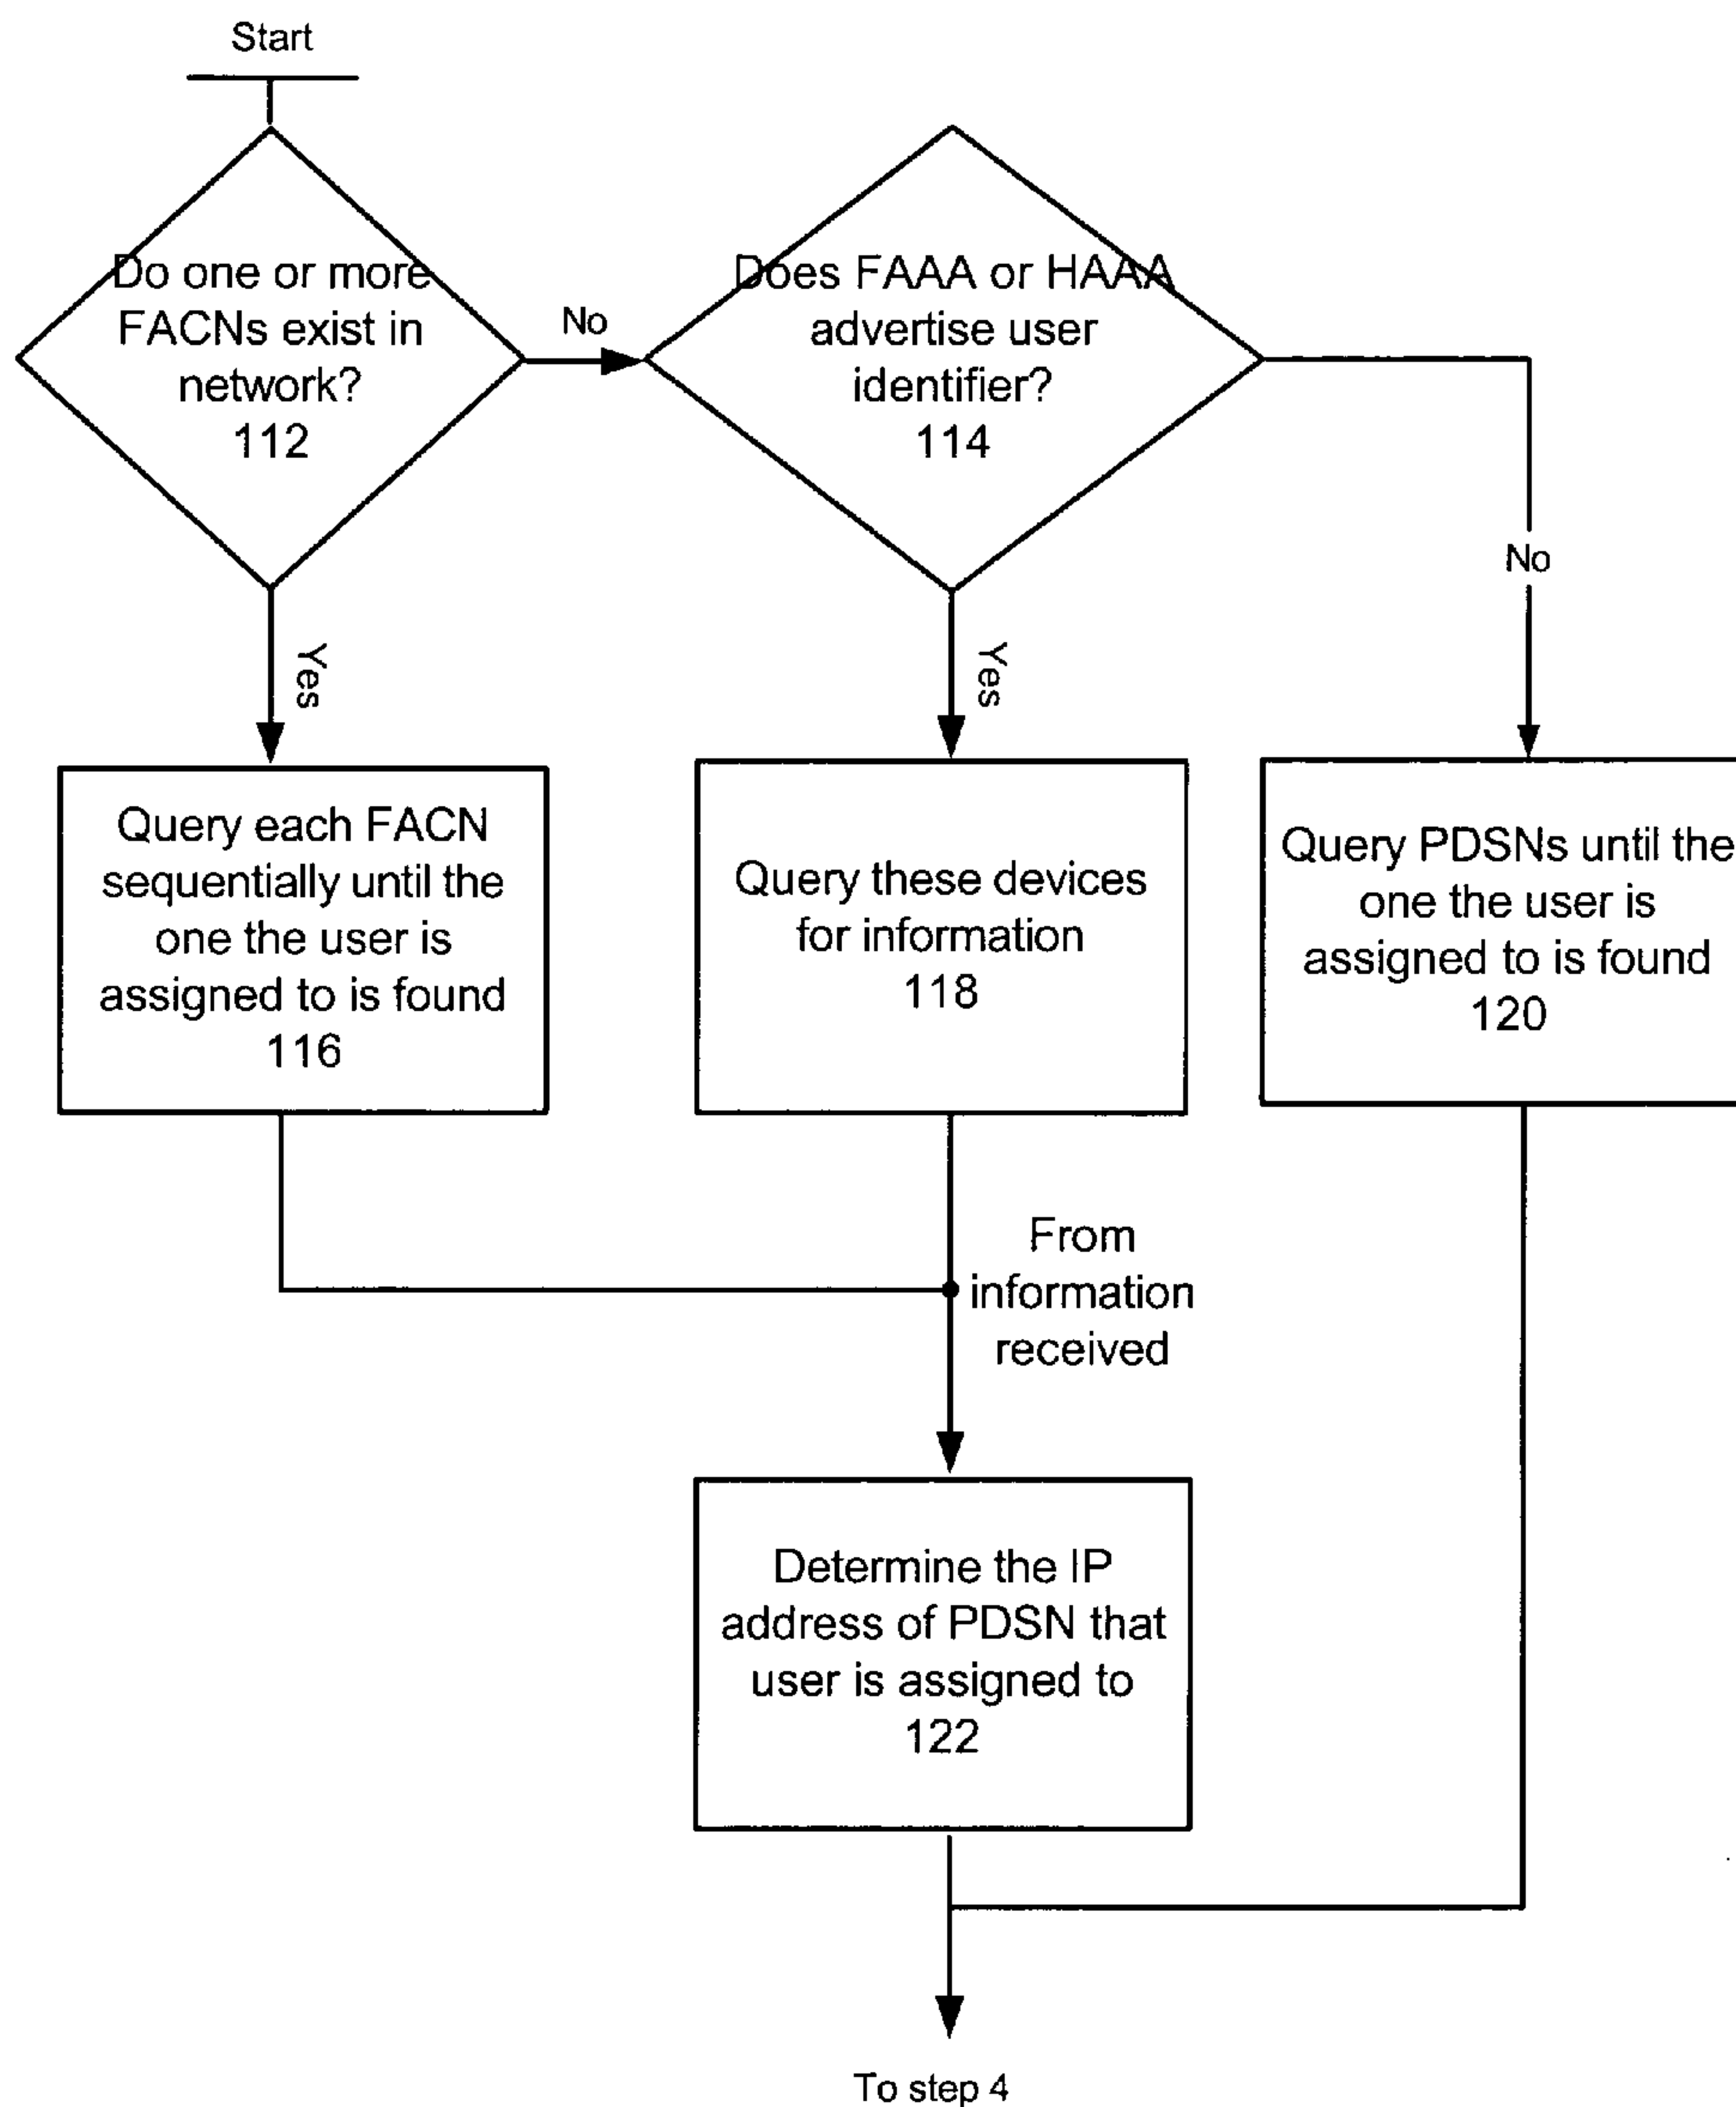 Start
Do one or more
FACNs exist in
network?
112
No
Does FAAA or HAAA
advertise user
identifier?
114
No
Yes
Yes
Query each FACN
sequentially until the
one the user is
assigned to is found
116
Query these devices
for information
118
Query PDSNs until the
one the user is
assigned to is found
120
From
information
received
Determine the IP
address of PDSN that
user is assigned to
122
To step 4